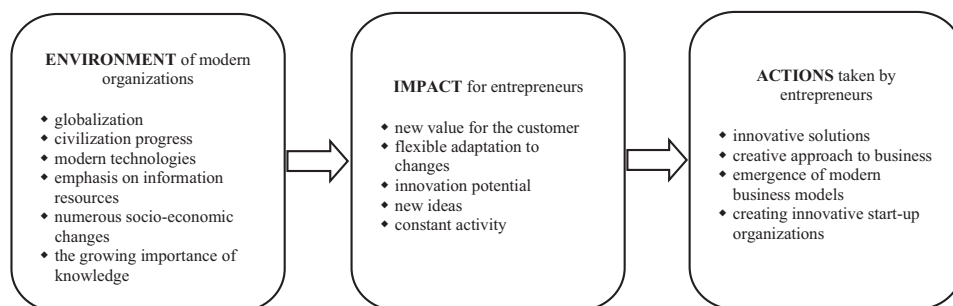 ENVIRONMENT of modern
organizations
◆ globalization
◆ civilization progress
◆ modern technologies
◆ emphasis on information
resources
◆ numerous socio-economic
changes
◆ the growing importance of
knowledge
IMPACT for entrepreneurs
◆ new value for the customer
◆ flexible adaptation to
changes
◆ innovation potential
◆ new ideas
◆ constant activity
ACTIONS taken by
entrepreneurs
◆ innovative solutions
◆ creative approach to business
◆ emergence of modern
business models
◆ creating innovative start-up
organizations